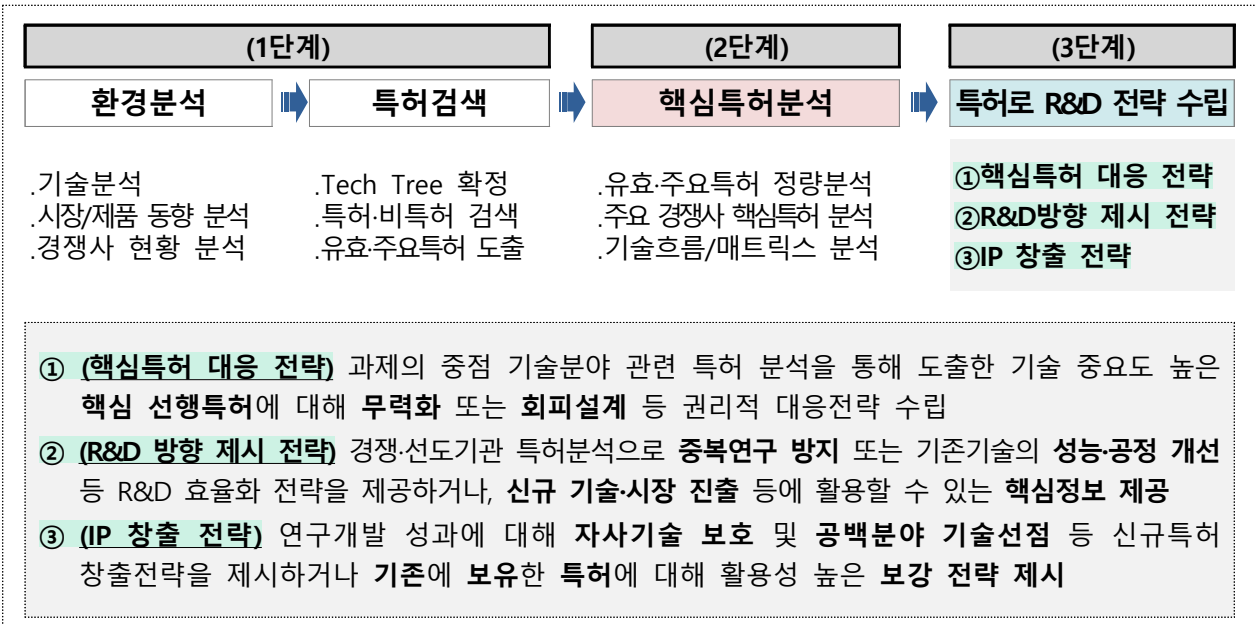 (1단계)
(2단계)
(3단계)
환경분석
특허검색
핵심특허분석
특허로 R&D 전략 수립
.기술분석
.시장/제품 동향 분석
.경쟁사 현황 분석
.Tech Tree 확정
.특허·비특허 검색
.유효·주요특허 도출
.유효·주요특허 정량분석
.주요 경쟁사 핵심특허 분석
.기술흐름/매트릭스 분석
①핵심특허 대응 전략
②R&D방향 제시 전략
③IP 창출 전략
① (핵심특허 대응 전략) 과제의 중점 기술분야 관련 특허 분석을 통해 도출한 기술 중요도 높은
핵심 선행특허에 대해 무력화 또는 회피설계 등 권리적 대응전략 수립
② (R&D 방향 제시 전략) 경쟁·선도기관 특허분석으로 중복연구 방지 또는 기존기술의 성능·공정 개선
등 R&D 효율화 전략을 제공하거나, 신규 기술·시장 진출 등에 활용할 수 있는 핵심정보 제공
③ (IP 창출 전략) 연구개발 성과에 대해 자사기술 보호 및 공백분야 기술선점 등 신규특허
창출전략을 제시하거나 기존에 보유한 특허에 대해 활용성 높은 보강 전략 제시